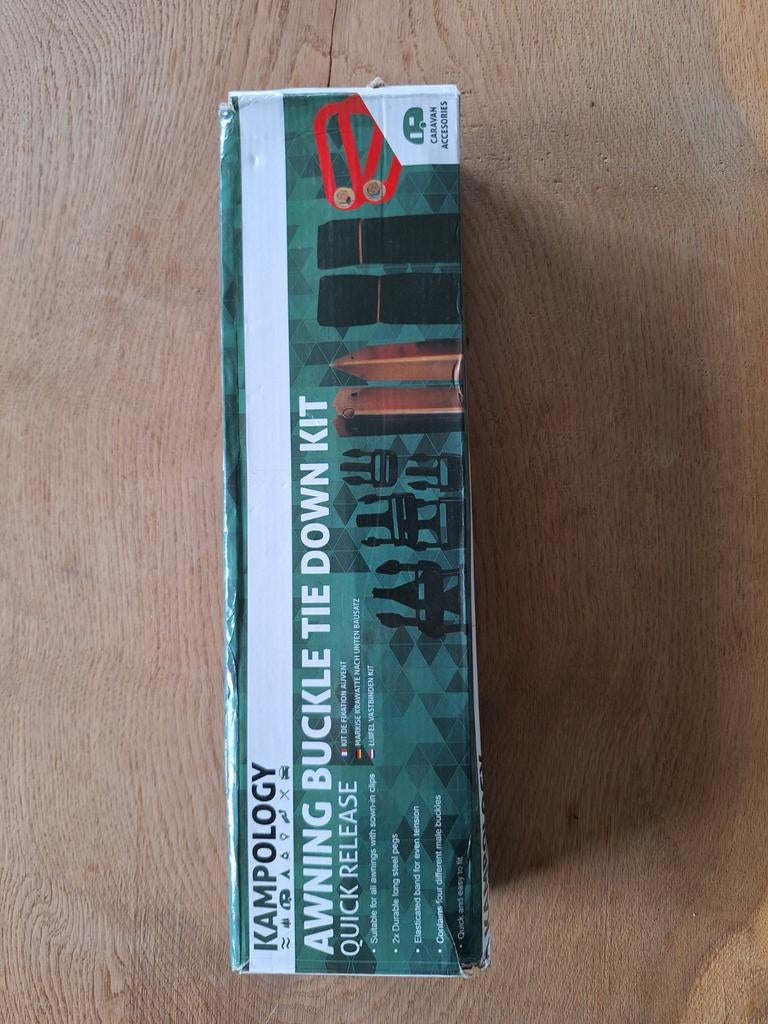 KAMPOLOGY
AWNING BUCKLE TIE DOWN KIT
QUICK RELEASE
KIT DE FIXATION AUVENT
MARKISE KRAWATTE NACH UNTEN BAUSATZ
LUIFEL VASTBINDEN KIT
• Suitable for all awnings with sown-in clips
• 2x Durable long steel pegs
• Elasticated band for even tension
• Contains four different male buckles
• Quick and easy to fit
CARAVAN
ACCESORIES